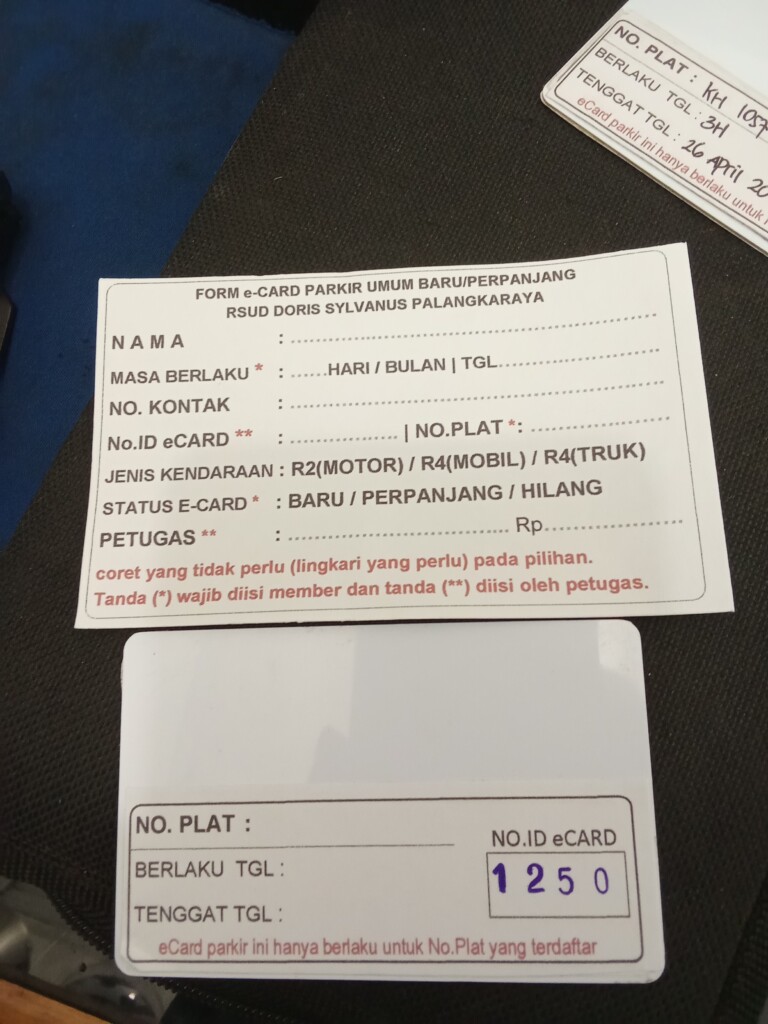 NO. PLAT : KH 1057
BERLAKU TGL : 3H
TENGGAT TGL : 26 April 20
eCard parkir ini hanya berlaku untuk
FORM e-CARD PARKIR UMUM BARU/PERPANJANG
RSUD DORIS SYLVANUS PALANGKARAYA
N A M A : ..............................................................
MASA BERLAKU * : ......HARI / BULAN | TGL..........................
NO. KONTAK : ..............................................................
No.ID eCARD ** : .................. | NO.PLAT *: ......................
JENIS KENDARAAN : R2(MOTOR) / R4(MOBIL) / R4(TRUK)
STATUS E-CARD * : BARU / PERPANJANG / HILANG
PETUGAS ** : .................................... Rp.......................
coret yang tidak perlu (lingkari yang perlu) pada pilihan.
Tanda (*) wajib diisi member dan tanda (**) diisi oleh petugas.
NO. PLAT :
NO.ID eCARD
BERLAKU TGL :
1 2 5 0
TENGGAT TGL :
eCard parkir ini hanya berlaku untuk No.Plat yang terdaftar